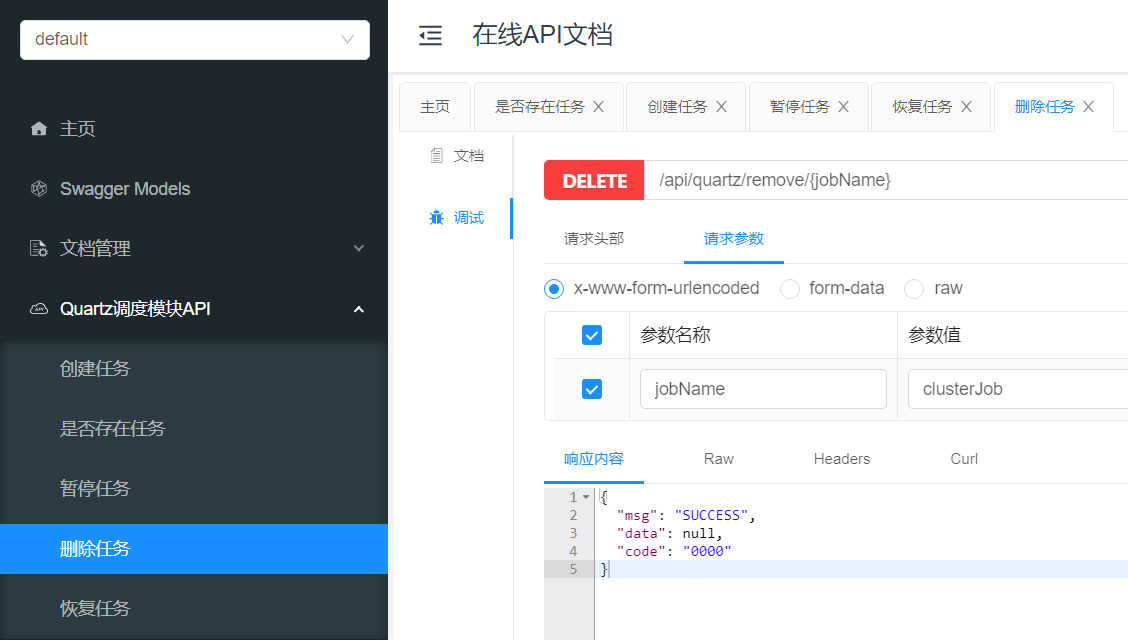 default
主页
Swagger Models
文档管理
Quartz调度模块API
创建任务
是否存在任务
暂停任务
删除任务
恢复任务
在线API文档
主页 是否存在任务 创建任务 暂停任务 恢复任务 删除任务
文档
调试
DELETE /api/quartz/remove/{jobName}
请求头部 请求参数
x-www-form-urlencoded form-data raw
参数名称 参数值
jobName clusterJob
响应内容 Raw Headers Curl
1 {
2 "msg": "SUCCESS",
3 "data": null,
4 "code": "0000"
5 }